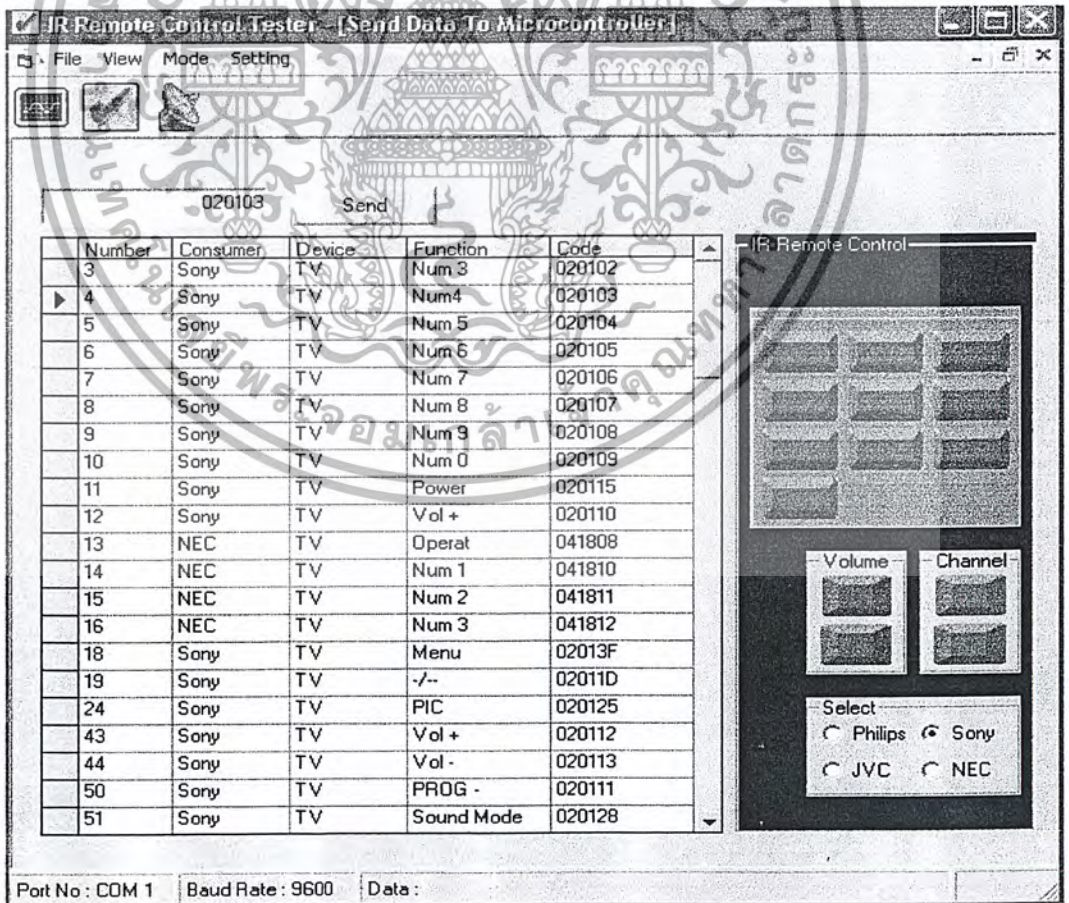 IR Remote Control Tester - [Send Data To Microcontroller]
File View Mode Setting
020103 Send
Number Consumer Device Function Code
3 Sony TV Num 3 020102
4 Sony TV Num4 020103
5 Sony TV Num 5 020104
6 Sony TV Num 6 020105
7 Sony TV Num 7 020106
8 Sony TV Num 8 020107
9 Sony TV Num 9 020108
10 Sony TV Num 0 020109
11 Sony TV Power 020115
12 Sony TV Vol + 020110
13 NEC TV Operat 041808
14 NEC TV Num 1 041810
15 NEC TV Num 2 041811
16 NEC TV Num 3 041812
18 Sony TV Menu 02013F
19 Sony TV -/-- 02011D
24 Sony TV PIC 020125
43 Sony TV Vol + 020112
44 Sony TV Vol - 020113
50 Sony TV PROG - 020111
51 Sony TV Sound Mode 020128
IR Remote Control
Volume Channel
Select
Philips Sony
JVC NEC
Port No : COM 1 Baud Rate : 9600 Data :